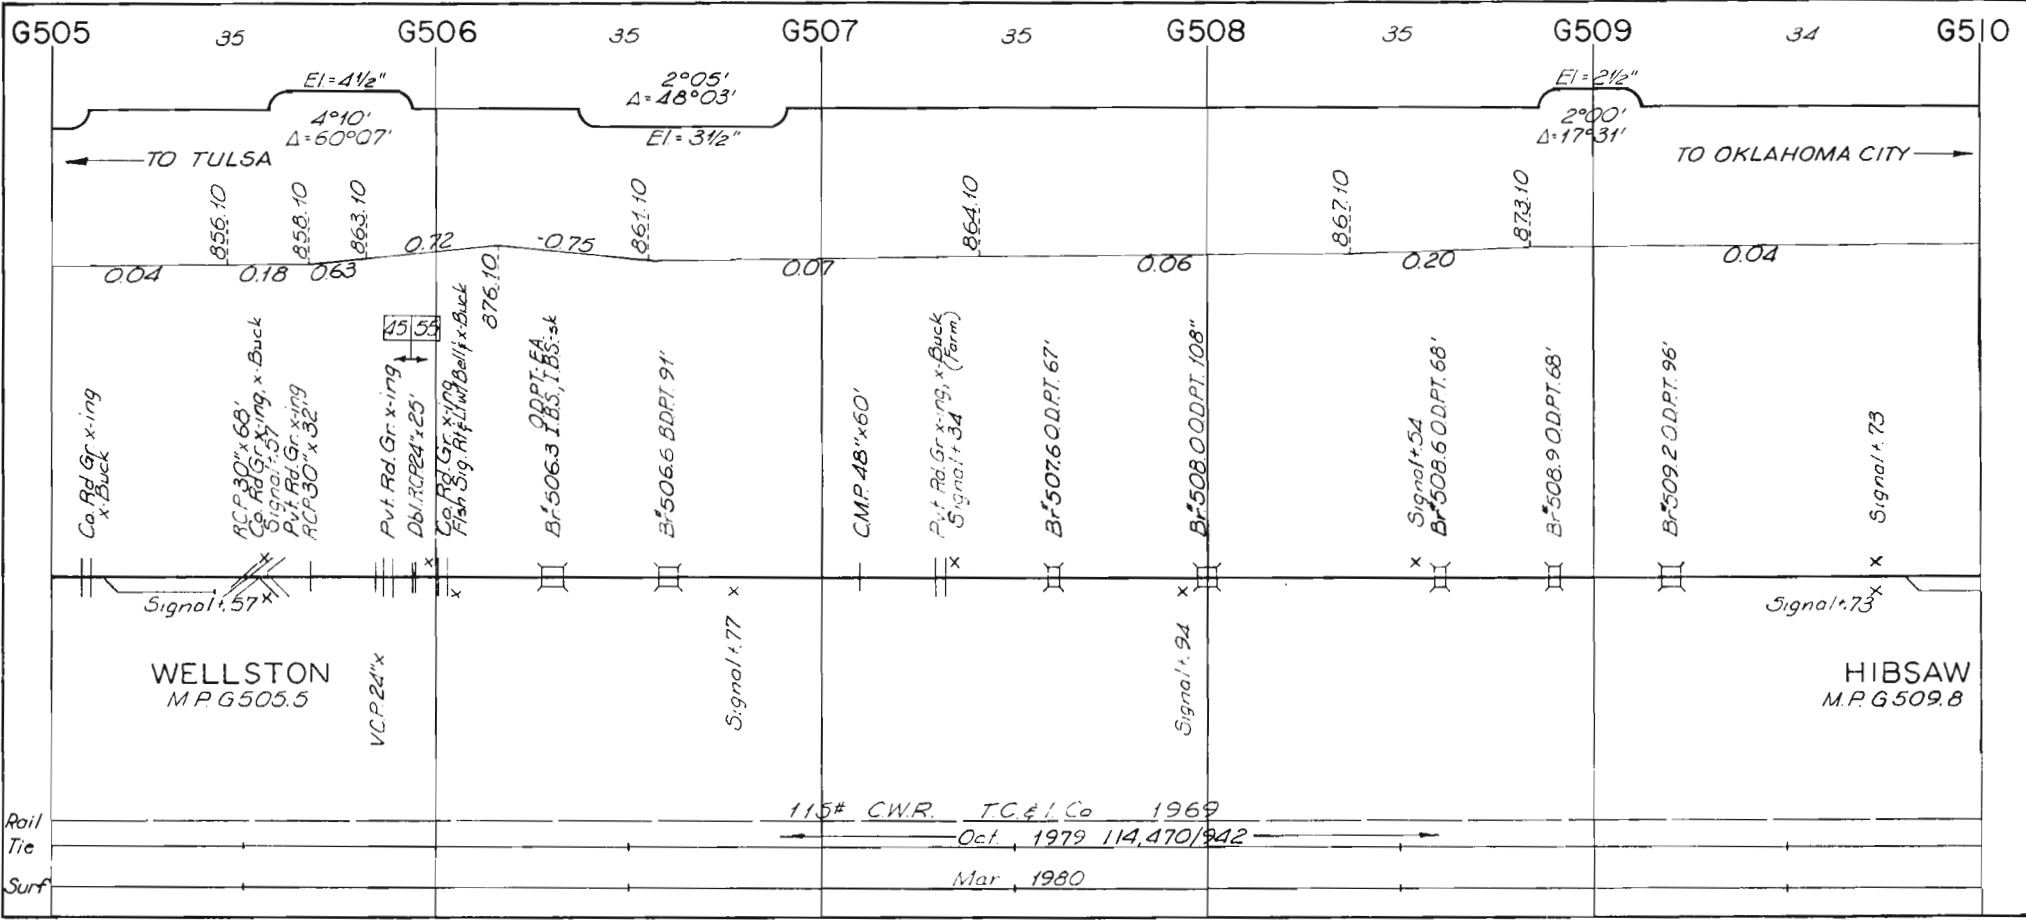 G505 35 G506 35 G507 35 G508 35 G509 34 G510
El.=4½"
4°10'
Δ=60°07'
2°05'
Δ=48°03'
El.=3½"
El=2½"
2°00'
Δ=17°31'
TO TULSA
TO OKLAHOMA CITY
856.10
858.10
863.10
876.10
861.10
864.10
867.10
873.10
0.04 0.18 0.63 0.72 -0.75 0.07 0.06 0.20 0.04
45 55
Co. Rd Gr x-ing
x-Buck
RCP 30"x68'
Co. Rd Gr x-ing, x-Buck
Signal+.57
Pvt. Rd. Gr. x-ing
RCP 30"x32'
Pvt. Rd. Gr. x-ing
Dbl. RCP 24"x25'
Co. Rd. Gr. x-ing
Flsh Sig. Rt & Lt w/ Bell & x-Buck
ODPT-EA
Br#506.3 I.B.S., T.B.S.-sk
Br#506.6 BDPT. 91'
C.M.P. 48"x60'
Pvt Rd. Gr x-ing, x-Buck
(Farm)
Signal+34
Br#507.6 O.D.P.T. 67'
Br#508.0 O.D.P.T. 108"
Signal+.54
Br#508.6 O.D.P.T. 68'
Br#508.9 O.D.P.T. 68'
Br#509.2 O.D.P.T. 96'
Signal+.73
Signal+.57
VCP 24"x
Signal+.77
Signal+.94
Signal+.73
WELLSTON
M.P. G505.5
HIBSAW
M.P. G509.8
Rail 115# C.W.R. T.C. & I. Co 1969
Tie Oct. 1979 114,470/942
Surf Mar 1980